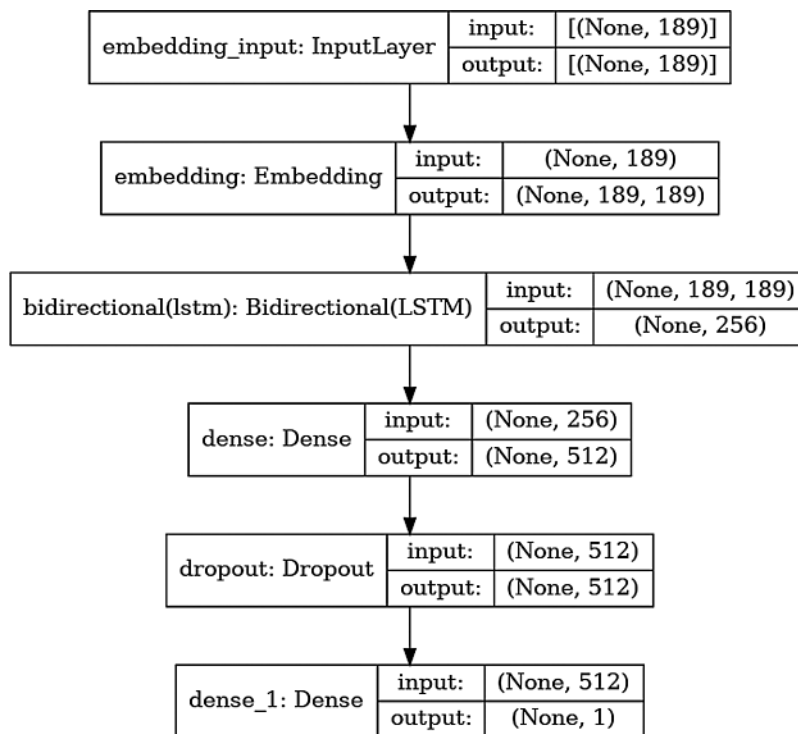 embedding_input: InputLayer
input: [(None, 189)]
output: [(None, 189)]
embedding: Embedding
input: (None, 189)
output: (None, 189, 189)
bidirectional(lstm): Bidirectional(LSTM)
input: (None, 189, 189)
output: (None, 256)
dense: Dense
input: (None, 256)
output: (None, 512)
dropout: Dropout
input: (None, 512)
output: (None, 512)
dense_1: Dense
input: (None, 512)
output: (None, 1)